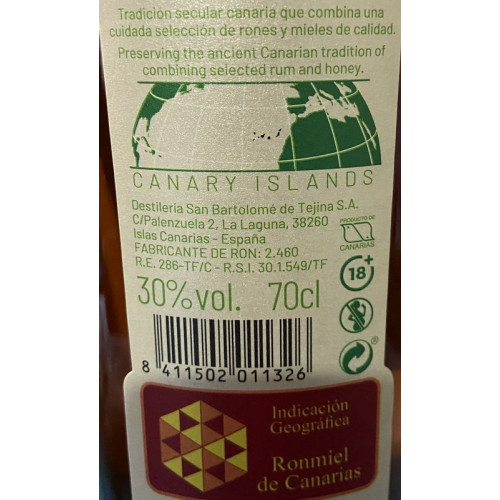 Tradición secular canaria que combina una
cuidada selección de rones y mieles de calidad.
Preserving the ancient Canarian tradition of
combining selected rum and honey.
CANARY ISLANDS
Destilería San Bartolomé de Tejina S.A.
C/Palenzuela 2, La Laguna, 38260
Islas Canarias - España
FABRICANTE DE RON: 2.460
R.E. 286-TF/C - R.S.I. 30.1.549/TF
PRODUCTO DE
CANARIAS
18+
30%vol. 70cl
8 411502 011326
Indicación
Geográfica
Ronmiel
de Canarias